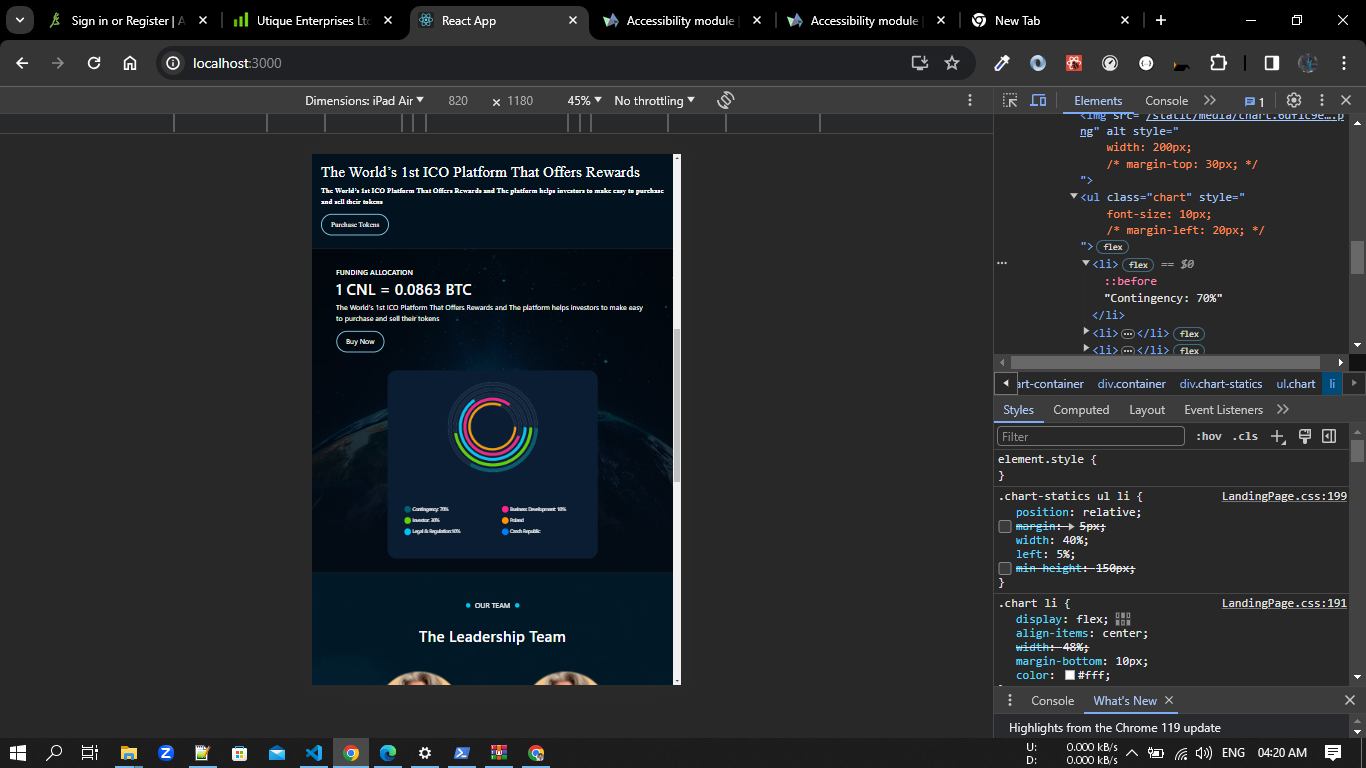 Sign in or Register | A
Utique Enterprises Ltd
React App
Accessibility module
Accessibility module
New Tab
localhost:3000
Dimensions: iPad Air
820
×
1180
45%
No throttling
Elements
Console
1
<img src="/static/media/chart.6df1c9e….p
ng" alt style="
width: 200px;
/* margin-top: 30px; */
">
<ul class="chart" style="
font-size: 10px;
/* margin-left: 20px; */
"> flex
<li> flex == $0
::before
"Contingency: 70%"
</li>
<li> … </li> flex
<li> … </li> flex
art-container
div.container
div.chart-statics
ul.chart
li
Styles
Computed
Layout
Event Listeners
Filter
:hov
.cls
element.style {
}
.chart-statics ul li {
LandingPage.css:199
position: relative;
margin: 5px;
width: 40%;
left: 5%;
min-height: 150px;
}
.chart li {
LandingPage.css:191
display: flex;
align-items: center;
width: 48%;
margin-bottom: 10px;
color: #fff;
Console
What's New
Highlights from the Chrome 119 update
The World's 1st ICO Platform That Offers Rewards
The World's 1st ICO Platform That Offers Rewards and The platform helps investors to make easy to purchase
and sell their tokens
Purchase Tokens
FUNDING ALLOCATION
1 CNL = 0.0863 BTC
The World's 1st ICO Platform That Offers Rewards and The platform helps investors to make easy
to purchase and sell their tokens
Buy Now
Contingency: 70%
Business Development: 10%
Investor: 30%
Poland
Legal & Regulation:10%
Czech Republic
OUR TEAM
The Leadership Team
U: 0.000 kB/s
D: 0.000 kB/s
ENG
04:20 AM